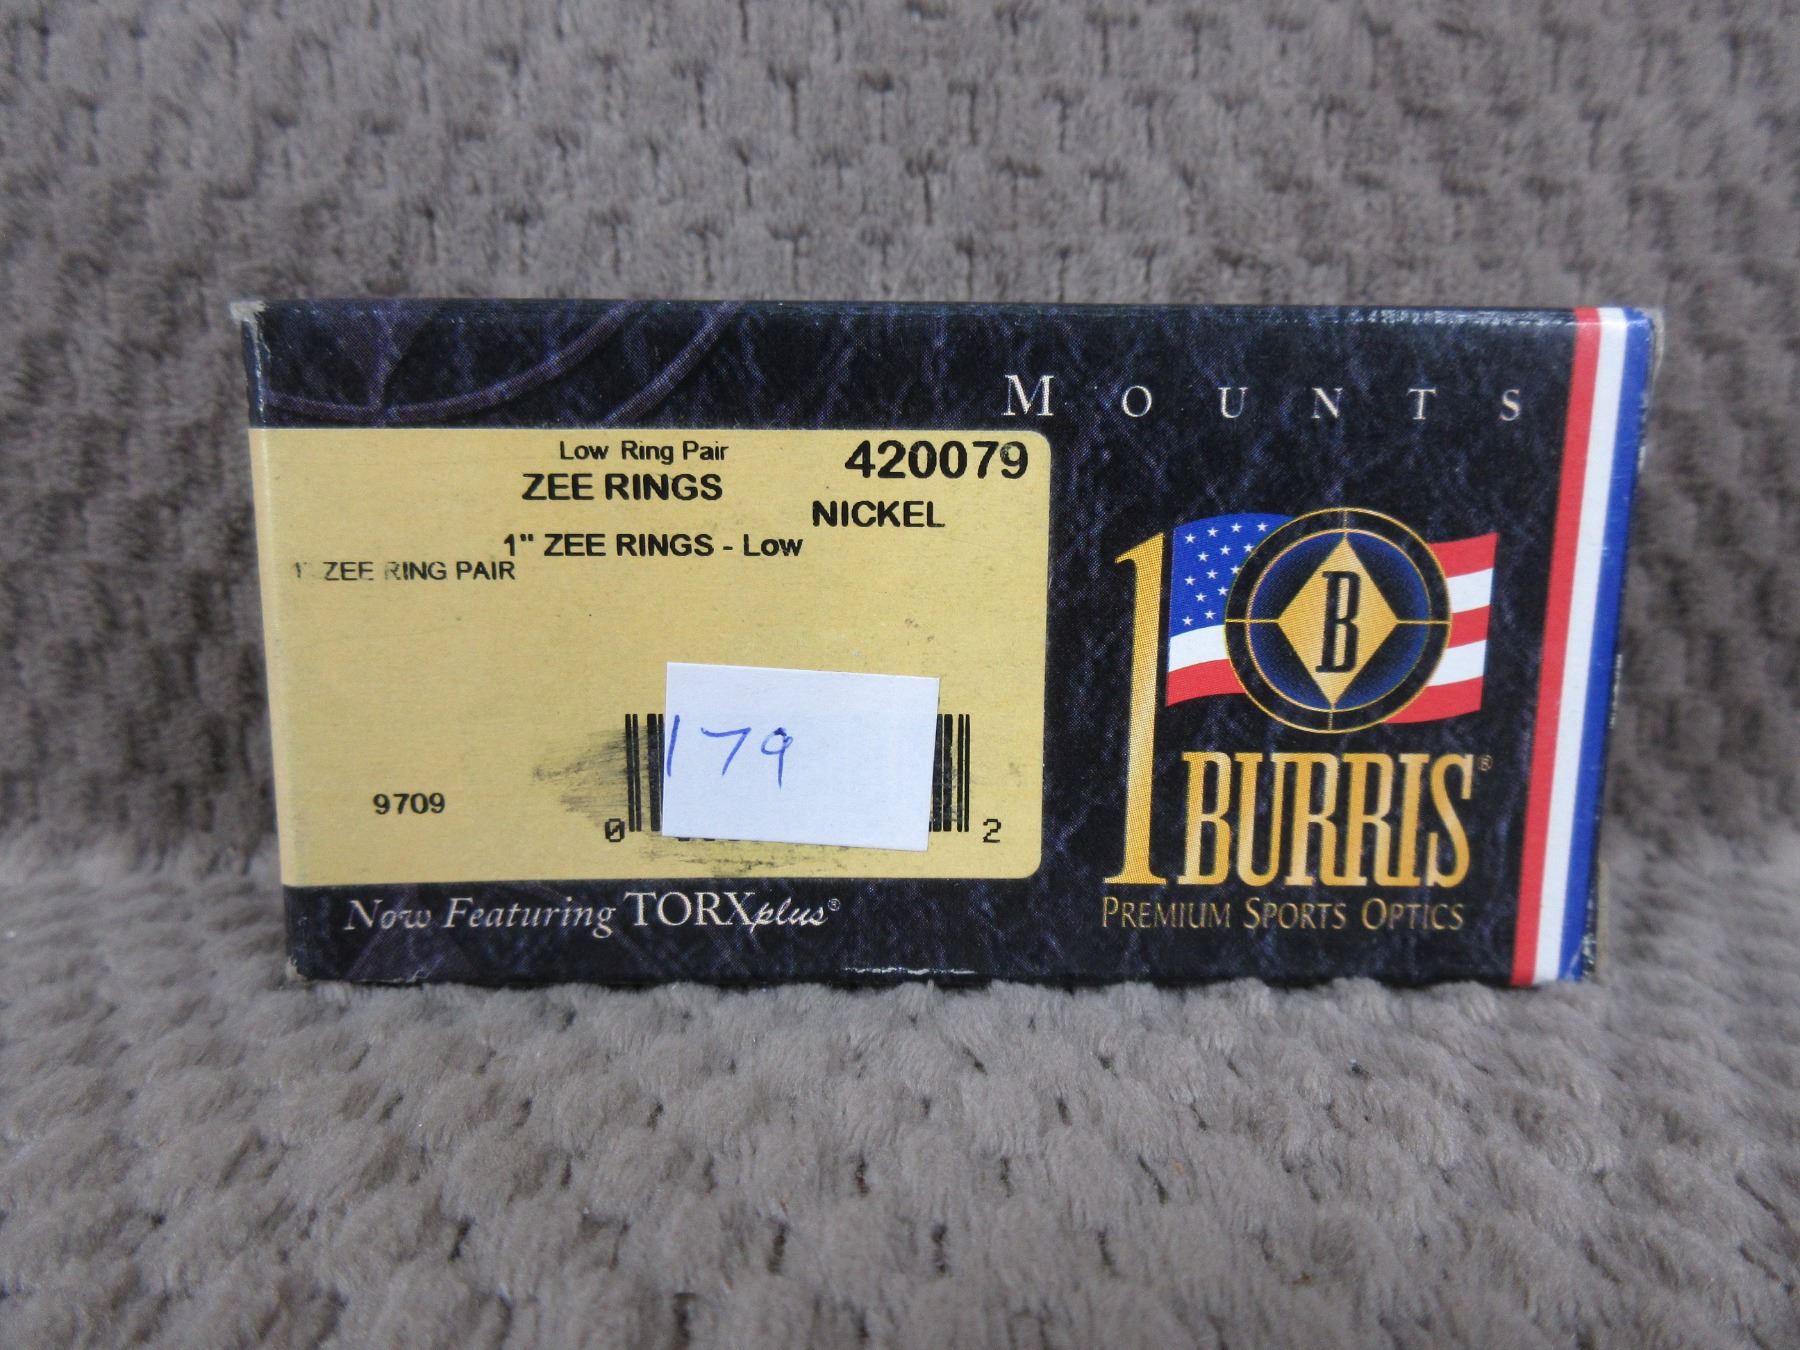 MOUNTS
Low Ring Pair
420079
ZEE RINGS
NICKEL
1" ZEE RINGS - Low
1" ZEE RING PAIR
B
179
9709
0
2
BURRIS®
PREMIUM SPORTS OPTICS
Now Featuring TORXplus®